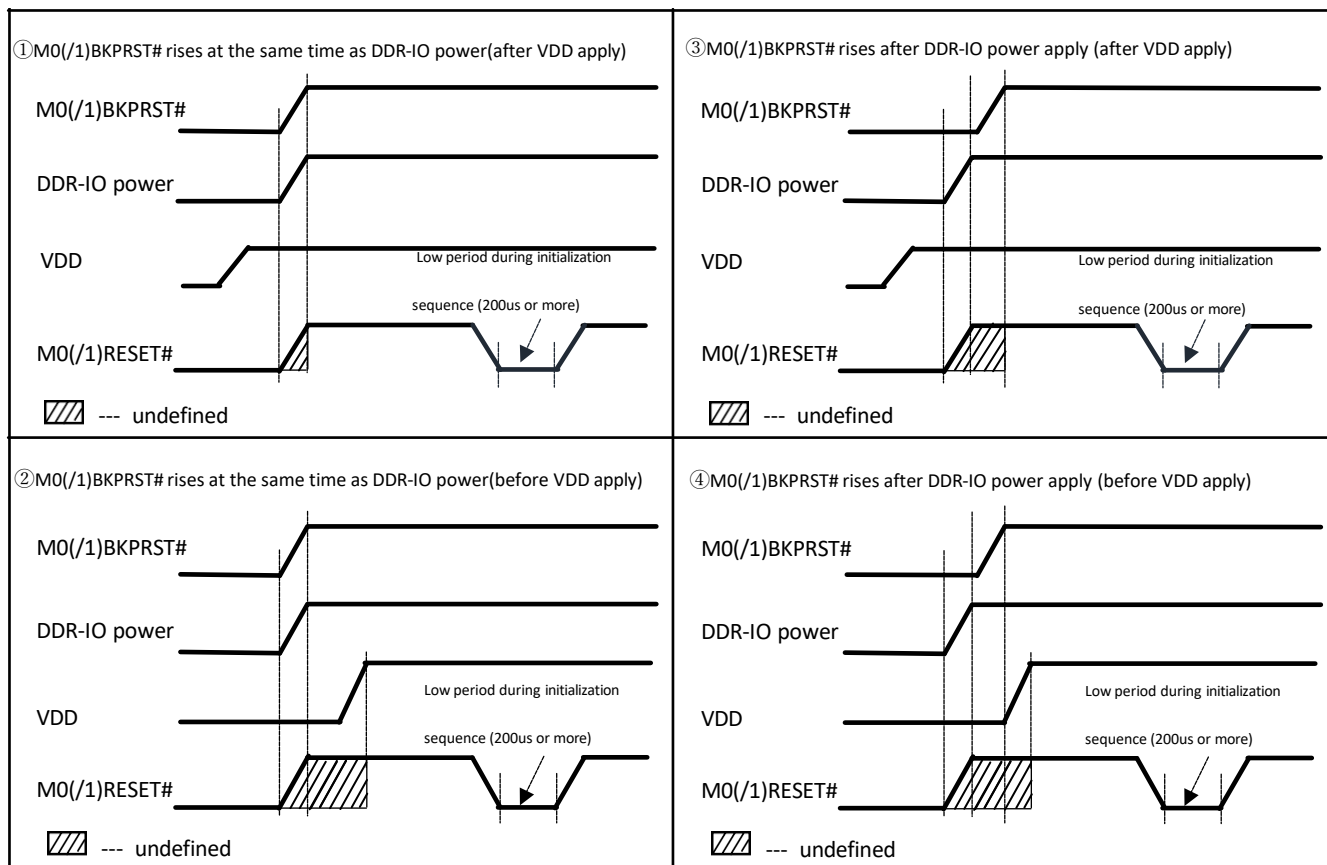 ①M0(/1)BKPRST# rises at the same time as DDR-IO power(after VDD apply)
M0(/1)BKPRST#
DDR-IO power
VDD
Low period during initialization
sequence (200us or more)
M0(/1)RESET#
--- undefined
③M0(/1)BKPRST# rises after DDR-IO power apply (after VDD apply)
M0(/1)BKPRST#
DDR-IO power
VDD
Low period during initialization
sequence (200us or more)
M0(/1)RESET#
--- undefined
②M0(/1)BKPRST# rises at the same time as DDR-IO power(before VDD apply)
M0(/1)BKPRST#
DDR-IO power
Low period during initialization
VDD
sequence (200us or more)
M0(/1)RESET#
--- undefined
④M0(/1)BKPRST# rises after DDR-IO power apply (before VDD apply)
M0(/1)BKPRST#
DDR-IO power
Low period during initialization
VDD
sequence (200us or more)
M0(/1)RESET#
--- undefined